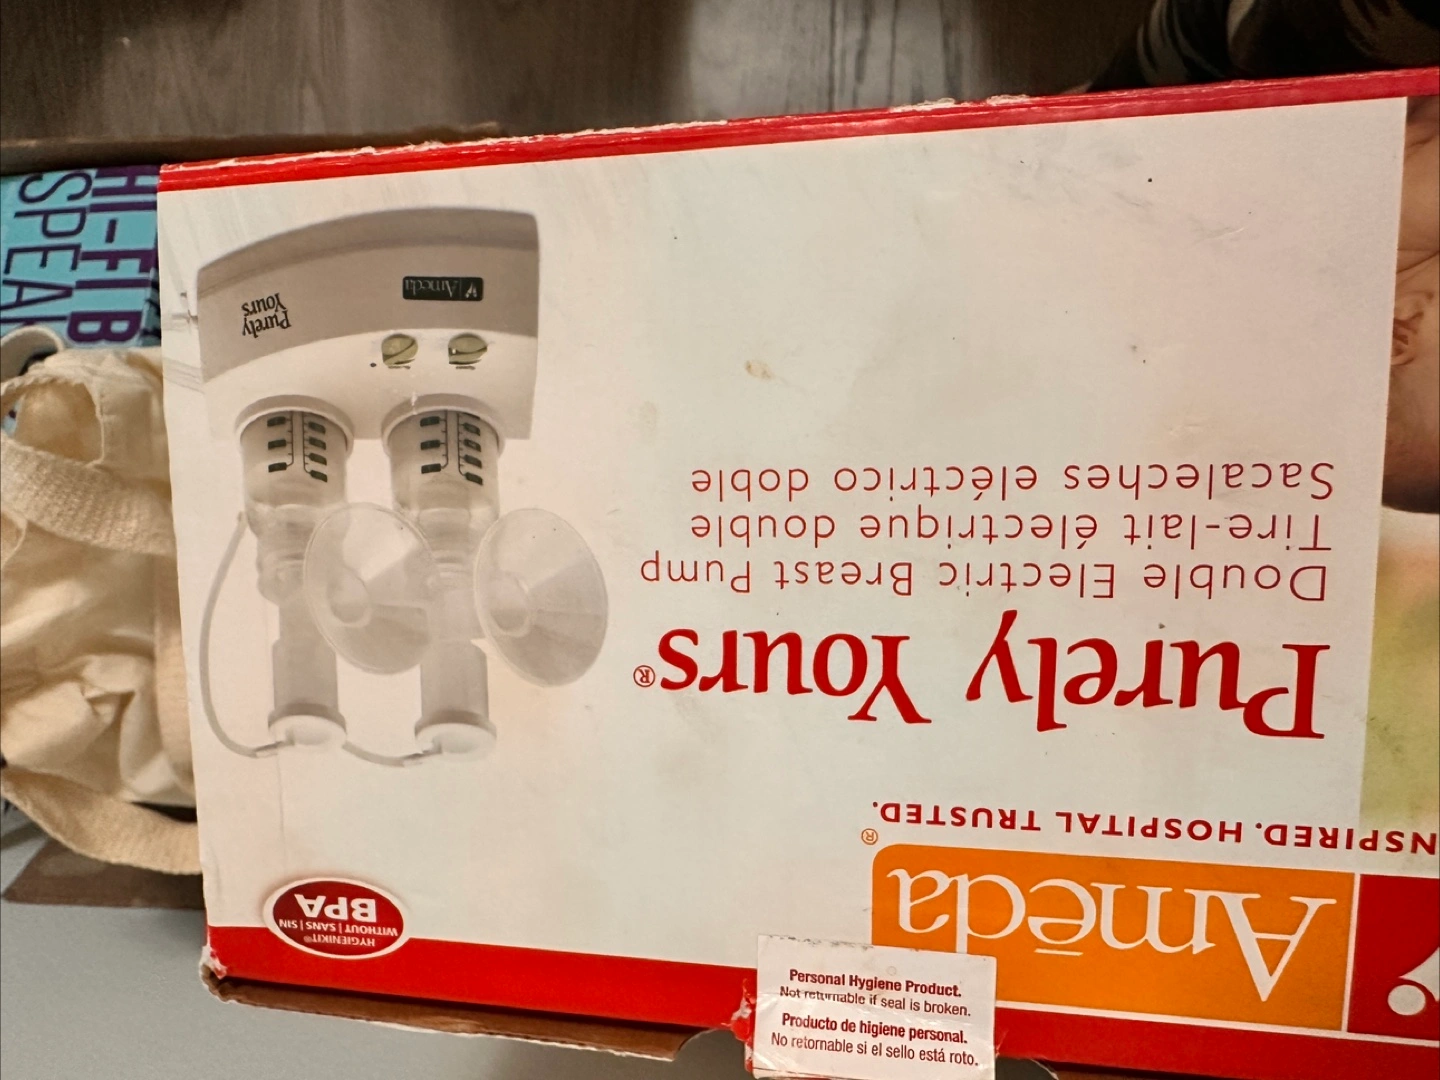 Ameda
NSPIRED. HOSPITAL TRUSTED.
Purely Yours®
Double Electric Breast Pump
Tire-lait électrique double
Sacaleches eléctrico doble
HYGIENIKIT®
WITHOUT | SANS | SIN
BPA
Ameda
Purely
Yours
Personal Hygiene Product.
Not returnable if seal is broken.
Producto de higiene personal.
No retornable si el sello está roto.
HI-FI B
SPEA